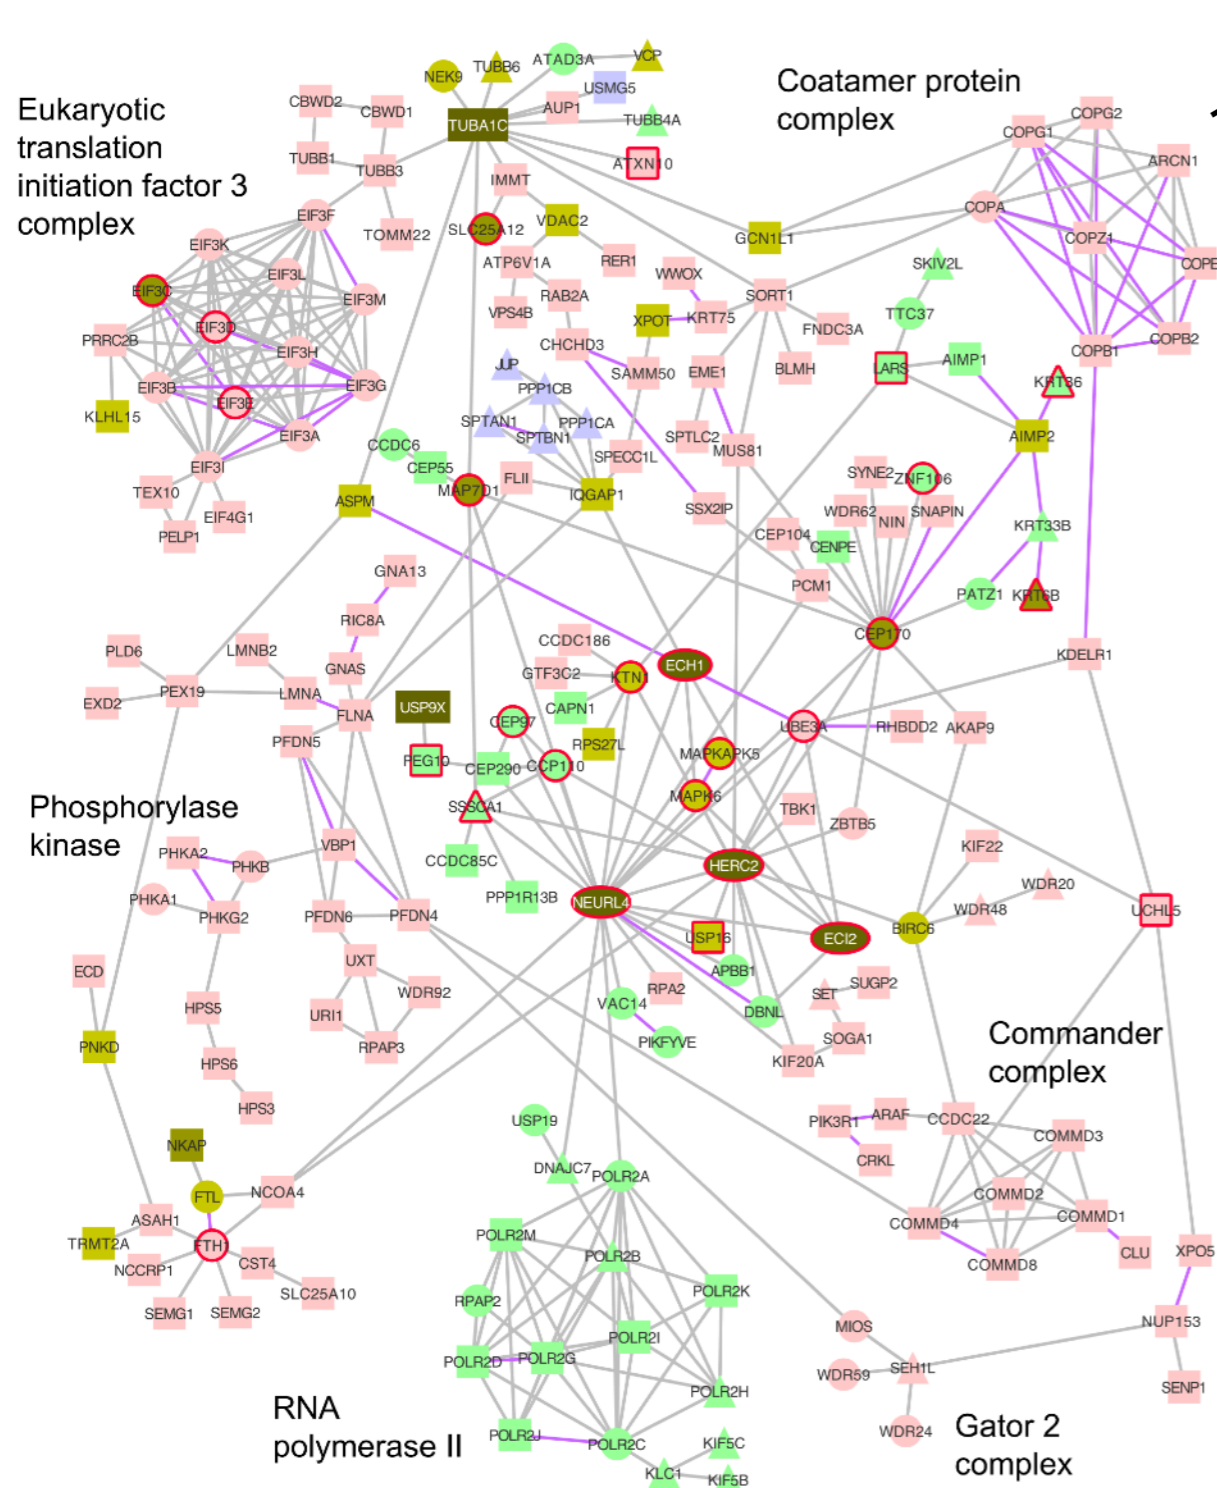 Eukaryotic
translation
initiation factor 3
complex
Coatamer protein
complex
NEK9
TUBB6
ATAD3A
VCP
USMG5
CBWD2
CBWD1
AUP1
TUBA1C
TUBB4A
COPG2
COPG1
TUBB1
TUBB3
ATXN10
ARCN1
IMMT
COPA
EIF3F
SLC25A12
VDAC2
TOMM22
GCN1L1
COPZ1
EIF3K
ATP6V1A
RER1
SKIV2L
EIF3L
WWOX
EIF3C
EIF3M
RAB2A
SORT1
VPS4B
XPOT
KRT75
TTC37
EIF3D
FNDC3A
PRRC2B
EIF3H
CHCHD3
COPB2
COPB1
JUP
SAMM50
EME1
BLMH
LARS
AIMP1
KRT36
EIF3B
EIF3G
PPP1CB
EIF3E
KLHL15
SPTAN1
PPP1CA
SPTBN1
SPTLC2
AIMP2
EIF3A
CCDC6
MUS81
CEP55
SPECC1L
EIF3I
FLII
SYNE2
ZNF106
TEX10
MAP7D1
IQGAP1
ASPM
SSX2IP
WDR62
NIN
SNAPIN
EIF4G1
CEP104
KRT33B
PELP1
CENPE
GNA13
PCM1
PATZ1
KRT6B
RIC8A
CEP170
CCDC186
PLD6
LMNB2
KDELR1
GNAS
GTF3C2
KTN1
ECH1
EXD2
PEX19
LMNA
FLNA
USP9X
CAPN1
CEP97
UBE3A
RHBDD2
AKAP9
PFDN5
RPS27L
MAPKAPK5
PEG10
CEP290
CCP110
MAPK6
Phosphorylase
kinase
SSSCA1
TBK1
ZBTB5
VBP1
PHKA2
PHKB
CCDC85C
HERC2
KIF22
PHKA1
PPP1R13B
WDR20
NEURL4
PHKG2
PFDN6
PFDN4
WDR48
UCHL5
USP16
ECI2
BIRC6
UXT
ECD
APBB1
SUGP2
WDR92
RPA2
SET
HPS5
URI1
VAC14
DBNL
PNKD
RPAP3
PIKFYVE
SOGA1
KIF20A
HPS6
Commander
complex
HPS3
USP19
PIK3R1
ARAF
CCDC22
COMMD3
NKAP
DNAJC7
POLR2A
CRKL
FTL
NCOA4
COMMD2
ASAH1
COMMD4
COMMD1
TRMT2A
FTH1
POLR2M
POLR2B
CLU
XPO5
NCCRP1
CST4
COMMD8
SLC25A10
POLR2K
SEMG1
SEMG2
RPAP2
MIOS
NUP153
POLR2I
POLR2D
POLR2G
WDR59
SEH1L
SENP1
POLR2H
RNA
polymerase II
POLR2J
POLR2C
WDR24
Gator 2
complex
KIF5C
KLC1
KIF5B